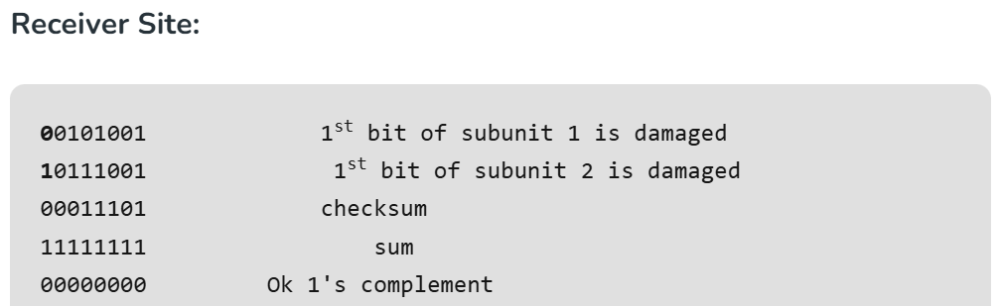 Receiver Site:
00101001 1st bit of subunit 1 is damaged
10111001 1st bit of subunit 2 is damaged
00011101 checksum
11111111 sum
00000000 Ok 1's complement